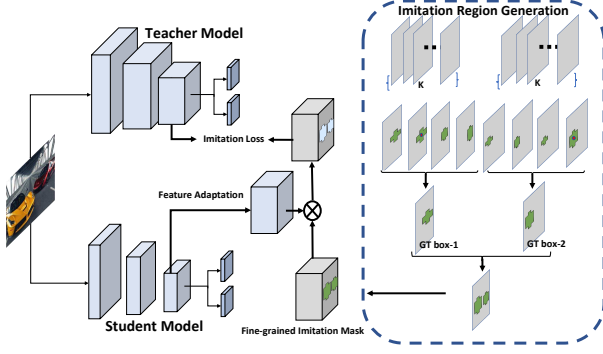 Imitation Region Generation
Teacher Model
K
K
Imitation Loss
Feature Adaptation
GT box-1
GT box-2
Student Model
Fine-grained Imitation Mask